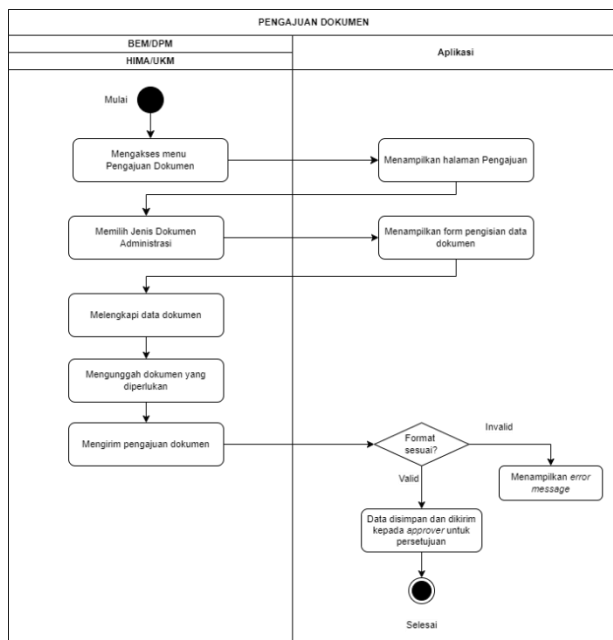 PENGAJUAN DOKUMEN
BEM/DPM
HIMA/UKM
Aplikasi
Mulai
Mengakses menu
Pengajuan Dokumen
Menampilkan halaman Pengajuan
Memilih Jenis Dokumen
Administrasi
Menampilkan form pengisian data
dokumen
Melengkapi data dokumen
Mengunggah dokumen yang
diperlukan
Mengirim pengajuan dokumen
Format
sesuai?
Invalid
Valid
Menampilkan error
message
Data disimpan dan dikirim
kepada approver untuk
persetujuan
Selesai